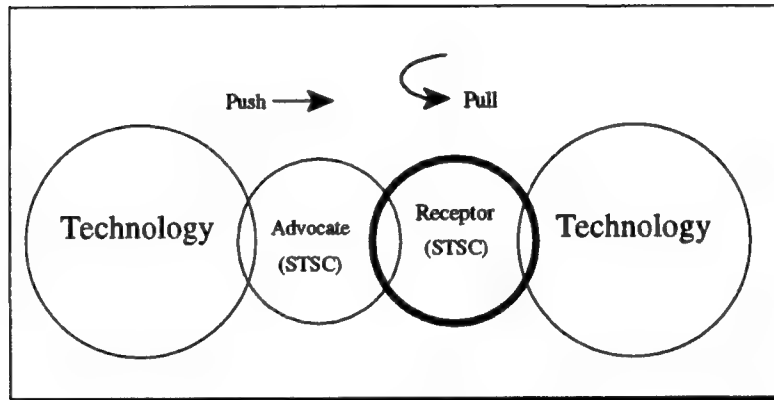 Push
Pull
Technology
Advocate
(STSC)
Receptor
(STSC)
Technology